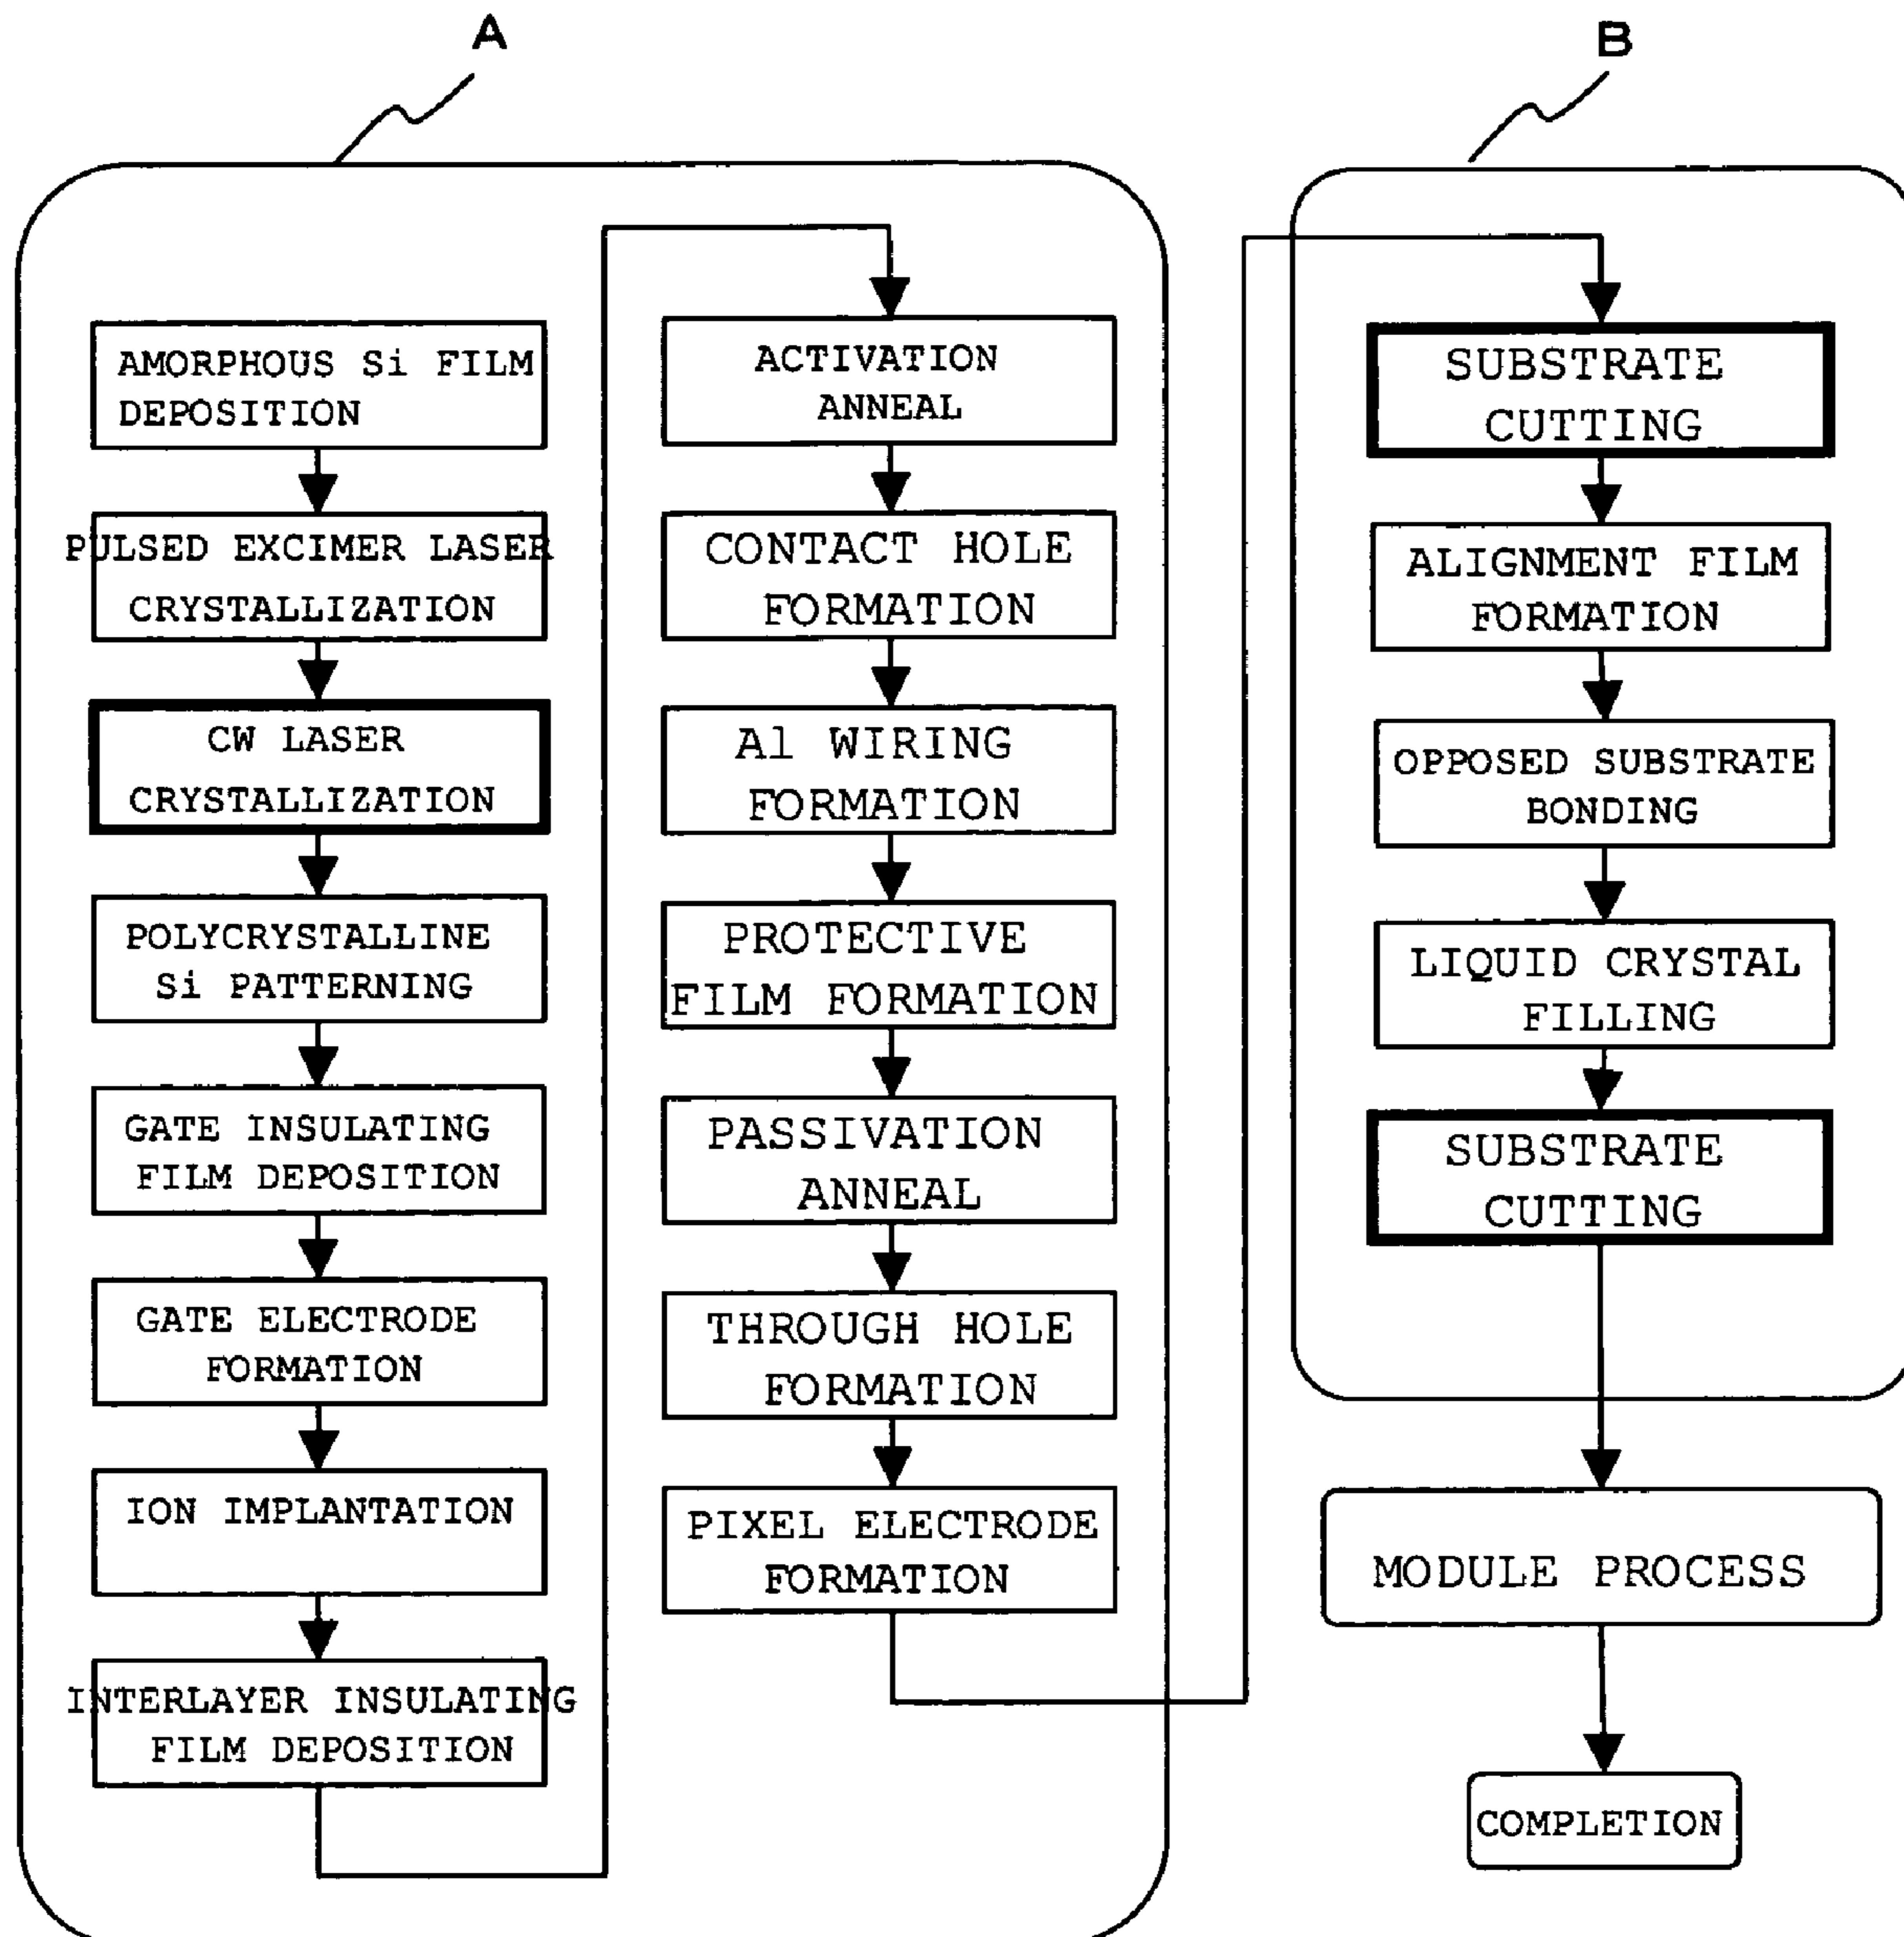 A
B
AMORPHOUS Si FILM
DEPOSITION
PULSED EXCIMER LASER
CRYSTALLIZATION
CW LASER
CRYSTALLIZATION
POLYCRYSTALLINE
Si PATTERNING
GATE INSULATING
FILM DEPOSITION
GATE ELECTRODE
FORMATION
ION IMPLANTATION
INTERLAYER INSULATING
FILM DEPOSITION
ACTIVATION
ANNEAL
CONTACT HOLE
FORMATION
Al WIRING
FORMATION
PROTECTIVE
FILM FORMATION
PASSIVATION
ANNEAL
THROUGH HOLE
FORMATION
PIXEL ELECTRODE
FORMATION
SUBSTRATE
CUTTING
ALIGNMENT FILM
FORMATION
OPPOSED SUBSTRATE
BONDING
LIQUID CRYSTAL
FILLING
SUBSTRATE
CUTTING
MODULE PROCESS
COMPLETION